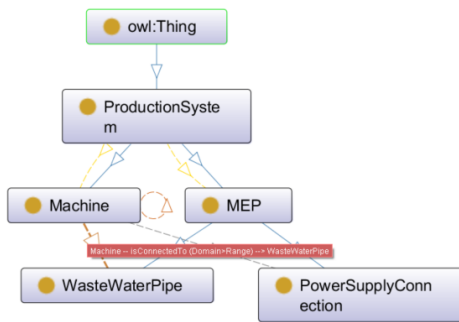 owl:Thing
ProductionSyste
m
Machine
MEP
Machine -- isConnectedTo (Domain>Range) --> WasteWaterPipe
WasteWaterPipe
PowerSupplyConn
ection